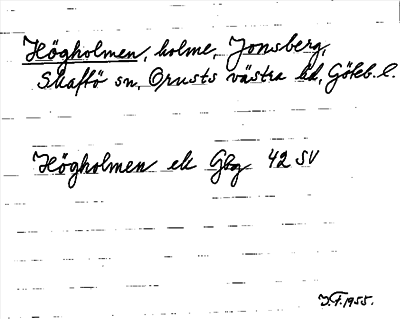 Högholmen, holme, Jonsberg,
Skaftö sn, Orusts västra hd, Göteb. l.
Högholmen ek Gbg 42 SV
I.F. 1955.